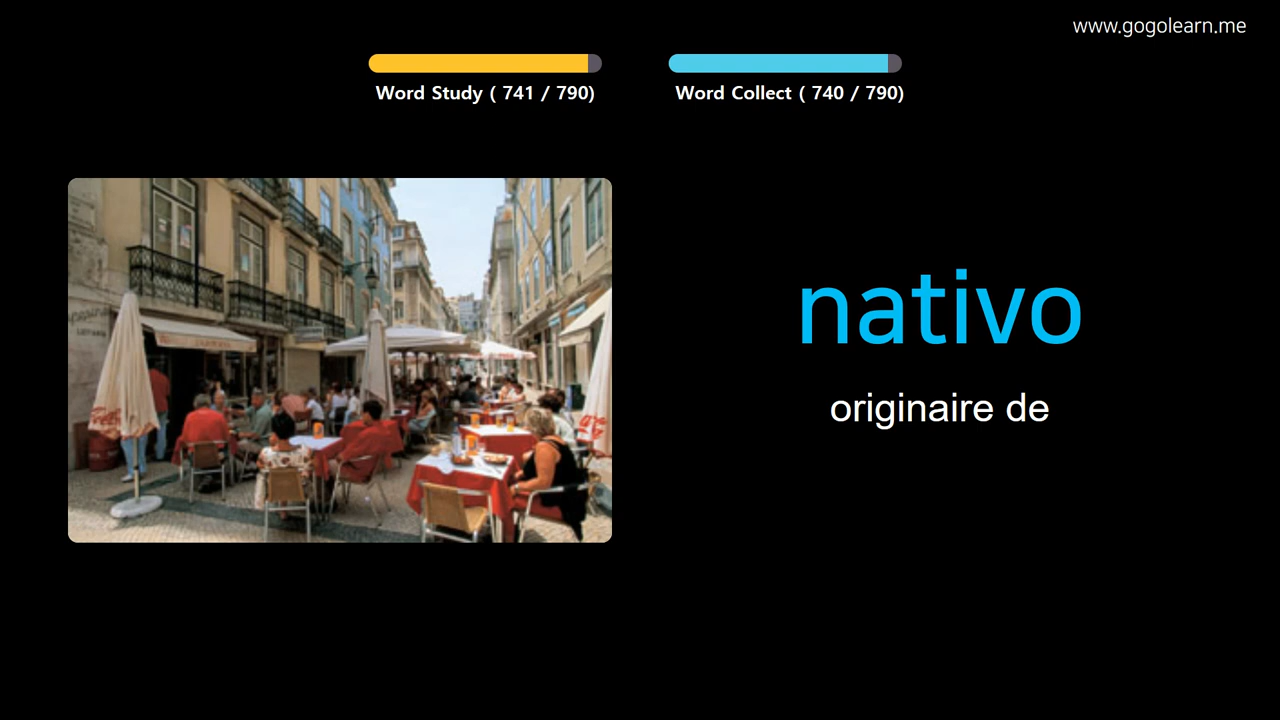 www.gogolearn.me
Word Study ( 741 / 790)
Word Collect ( 740 / 790)
nativo
originaire de